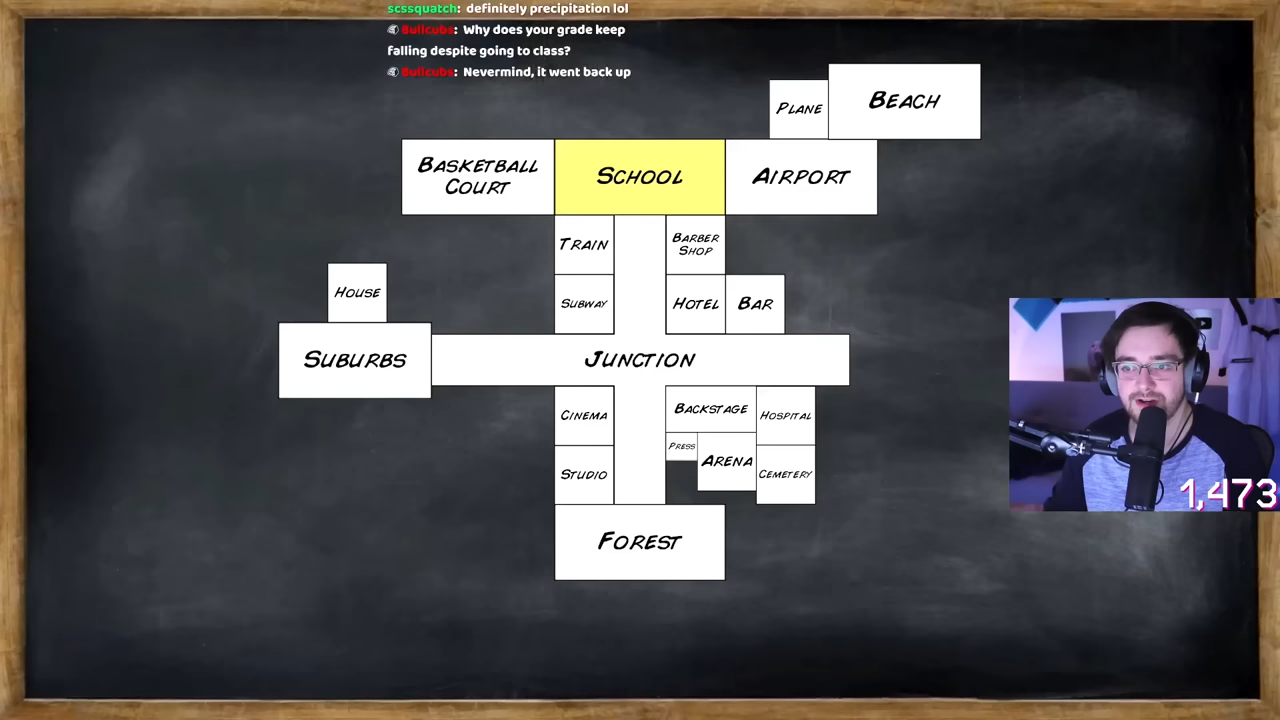 scssquatch: definitely precipitation lol
Bullcubs: Why does your grade keep
falling despite going to class?
Bullcubs: Nevermind, it went back up
BEACH
PLANE
BASKETBALL
COURT
SCHOOL
AIRPORT
TRAIN
BARBER
SHOP
HOUSE
SUBWAY
HOTEL
BAR
SUBURBS
JUNCTION
CINEMA
BACKSTAGE
HOSPITAL
PRESS
ARENA
STUDIO
CEMETERY
1,473
FOREST